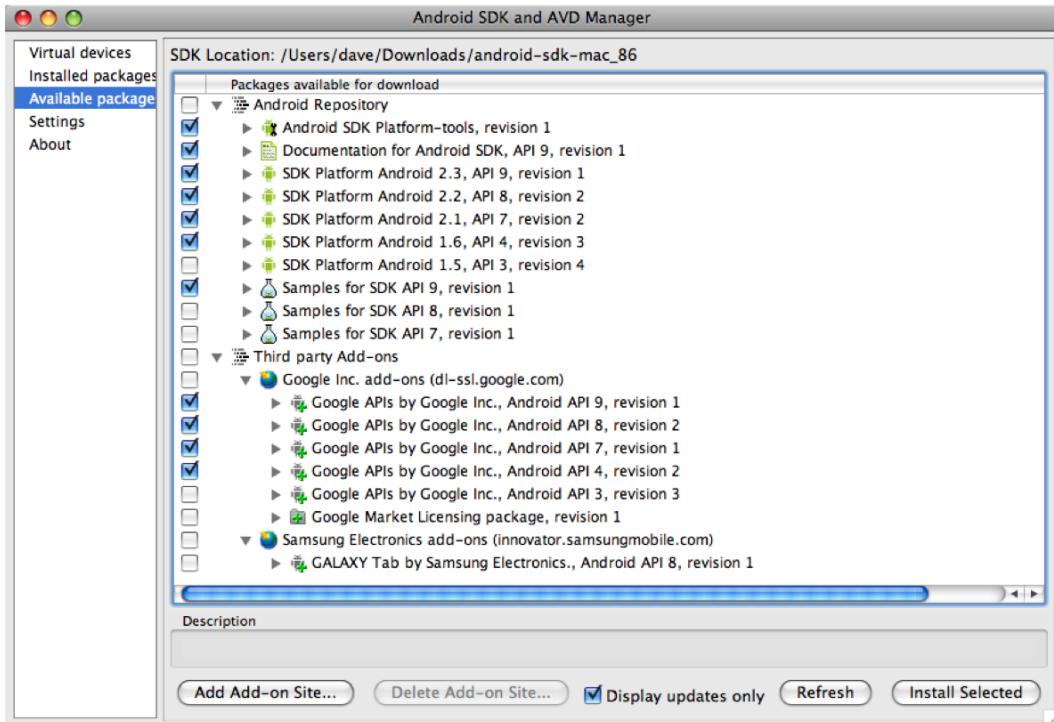 Android SDK and AVD Manager
Virtual devices
Installed packages
Available package
Settings
About
SDK Location: /Users/dave/Downloads/android-sdk-mac_86
Packages available for download
Android Repository
Android SDK Platform-tools, revision 1
Documentation for Android SDK, API 9, revision 1
SDK Platform Android 2.3, API 9, revision 1
SDK Platform Android 2.2, API 8, revision 2
SDK Platform Android 2.1, API 7, revision 2
SDK Platform Android 1.6, API 4, revision 3
SDK Platform Android 1.5, API 3, revision 4
Samples for SDK API 9, revision 1
Samples for SDK API 8, revision 1
Samples for SDK API 7, revision 1
Third party Add-ons
Google Inc. add-ons (dl-ssl.google.com)
Google APIs by Google Inc., Android API 9, revision 1
Google APIs by Google Inc., Android API 8, revision 2
Google APIs by Google Inc., Android API 7, revision 1
Google APIs by Google Inc., Android API 4, revision 2
Google APIs by Google Inc., Android API 3, revision 3
Google Market Licensing package, revision 1
Samsung Electronics add-ons (innovator.samsungmobile.com)
GALAXY Tab by Samsung Electronics., Android API 8, revision 1
Description
Add Add-on Site... Delete Add-on Site... Display updates only Refresh Install Selected